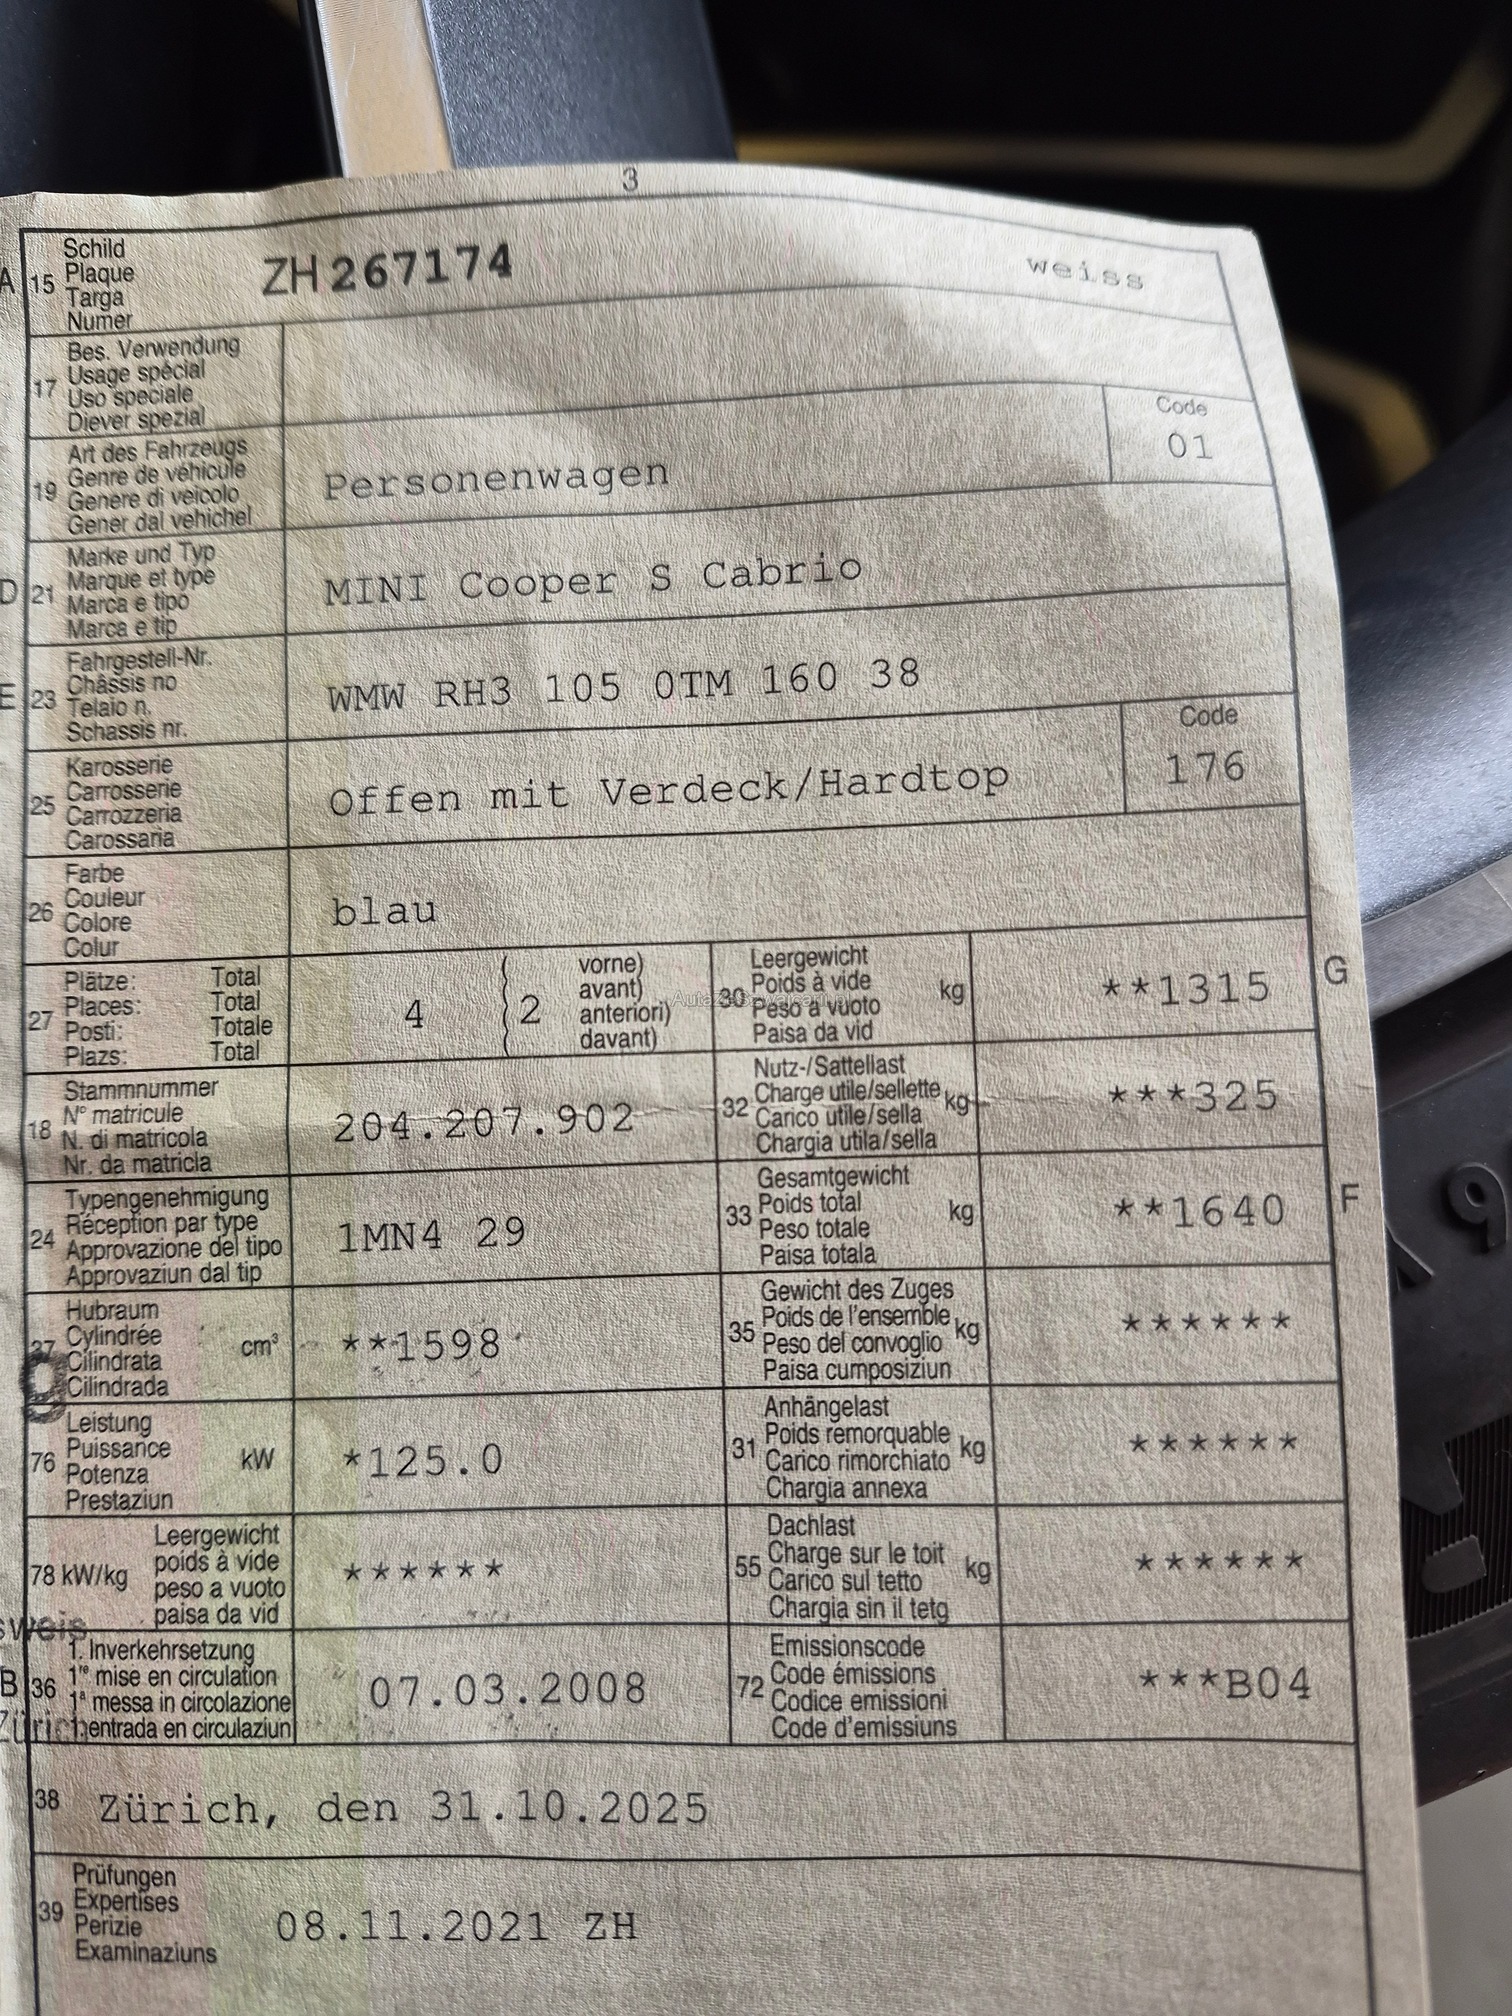 3
A 15 Schild
Plaque
Targa
Numer
ZH 267174 weiss
17 Bes. Verwendung
Usage spécial
Uso speciale
Diever spezial
19 Art des Fahrzeugs
Genre de véhicule
Genere di veicolo
Gener dal vehichel
Personenwagen
Code
01
D 21 Marke und Typ
Marque et type
Marca e tipo
Marca e tip
MINI Cooper S Cabrio
E 23 Fahrgestell-Nr.
Châssis no
Telaio n.
Schassis nr.
WMW RH3 105 0TM 160 38
25 Karosserie
Carrosserie
Carrozzeria
Carossaria
Offen mit Verdeck/Hardtop
Code
176
26 Farbe
Couleur
Colore
Colur
blau
27 Plätze: Total
Places: Total
Posti: Totale
Plazs: Total
4 2
vorne)
avant)
anteriori)
davant)
30 Leergewicht
Poids à vide
Peso a vuoto
Paisa da vid
kg **1315 G
18 Stammnummer
N° matricule
N. di matricola
Nr. da matricla
204.207.902
32 Nutz-/Sattellast
Charge utile/sellette
Carico utile/sella
Chargia utila/sella
kg ***325
24 Typengenehmigung
Réception par type
Approvazione del tipo
Approvaziun dal tip
1MN4 29
33 Gesamtgewicht
Poids total
Peso totale
Paisa totala
kg **1640 F
37 Hubraum
Cylindrée
Cilindrata
Cilindrada
cm³ **1598
35 Gewicht des Zuges
Poids de l'ensemble
Peso del convoglio
Paisa cumposiziun
kg ******
76 Leistung
Puissance
Potenza
Prestaziun
kW *125.0
31 Anhängelast
Poids remorquable
Carico rimorchiato
Chargia annexa
kg ******
78 kW/kg Leergewicht
poids à vide
peso a vuoto
paisa da vid
******
55 Dachlast
Charge sur le toit
Carico sul tetto
Chargia sin il tetg
kg ******
sweis
B 36 1. Inverkehrsetzung
1re mise en circulation
1a messa in circolazione
1. entrada en circulaziun
Zürich
07.03.2008
72 Emissionscode
Code émissions
Codice emissioni
Code d'emissiuns
***B04
38 Zürich, den 31.10.2025
39 Prüfungen
Expertises
Perizie
Examinaziuns
08.11.2021 ZH